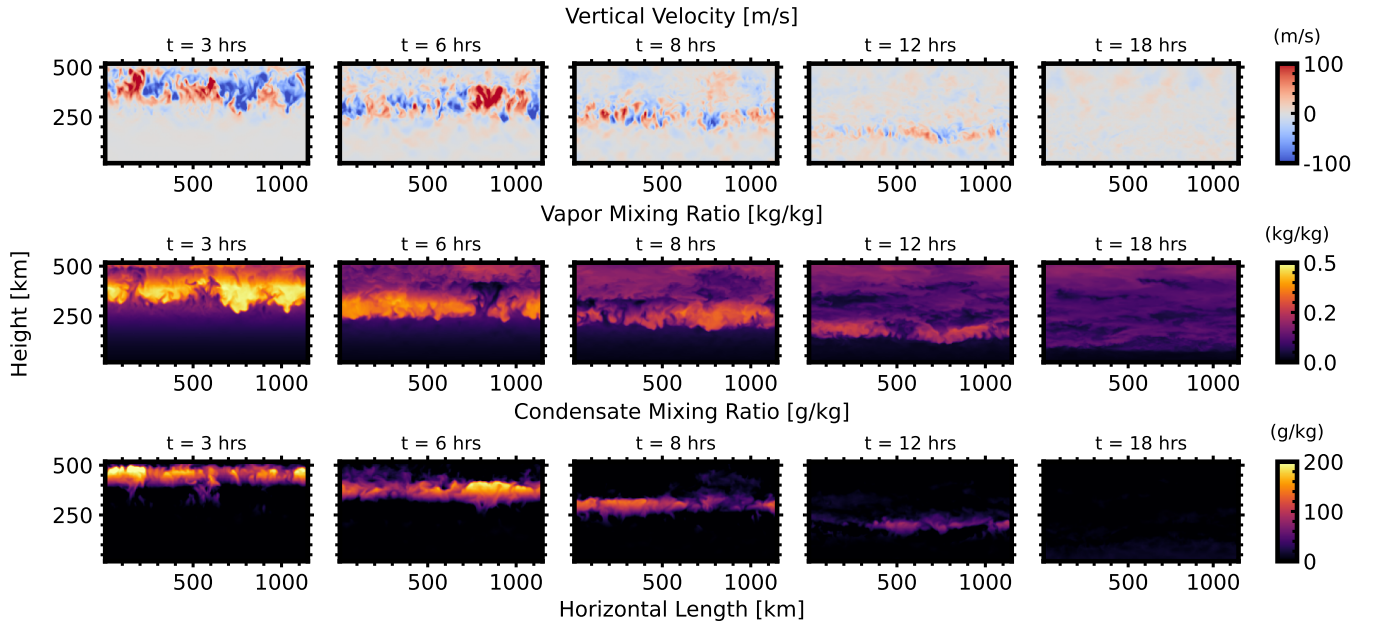 Vertical Velocity [m/s]
t = 3 hrs t = 6 hrs t = 8 hrs t = 12 hrs t = 18 hrs (m/s)
500 250 100 0 -100
500 1000 500 1000 500 1000 500 1000 500 1000
Vapor Mixing Ratio [kg/kg]
t = 3 hrs t = 6 hrs t = 8 hrs t = 12 hrs t = 18 hrs (kg/kg)
Height [km]
500 250 0.5 0.2 0.0
500 1000 500 1000 500 1000 500 1000 500 1000
Condensate Mixing Ratio [g/kg]
t = 3 hrs t = 6 hrs t = 8 hrs t = 12 hrs t = 18 hrs (g/kg)
500 250 200 100 0
500 1000 500 1000 500 1000 500 1000 500 1000
Horizontal Length [km]